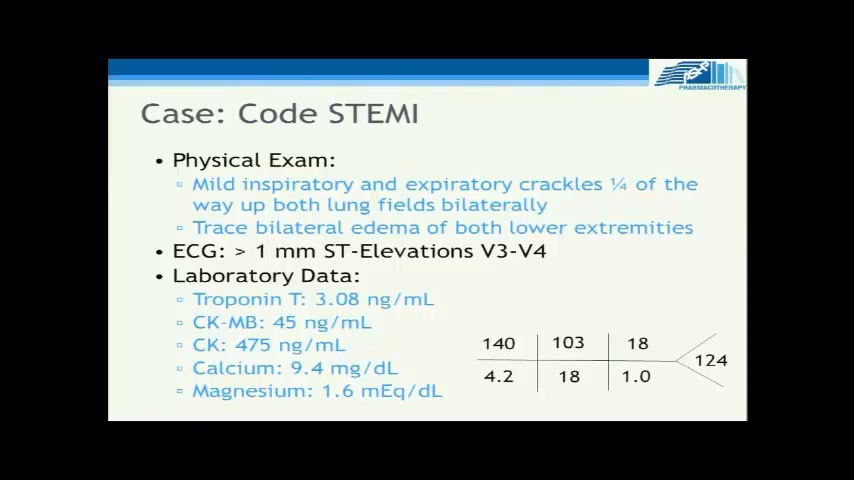 ASHP
PHARMACOTHERAPY
Case: Code STEMI
• Physical Exam:
▫ Mild inspiratory and expiratory crackles ¼ of the
way up both lung fields bilaterally
▫ Trace bilateral edema of both lower extremities
• ECG: > 1 mm ST-Elevations V3-V4
• Laboratory Data:
▫ Troponin T: 3.08 ng/mL
▫ CK-MB: 45 ng/mL
▫ CK: 475 ng/mL
▫ Calcium: 9.4 mg/dL
▫ Magnesium: 1.6 mEq/dL
140 103 18
124
4.2 18 1.0